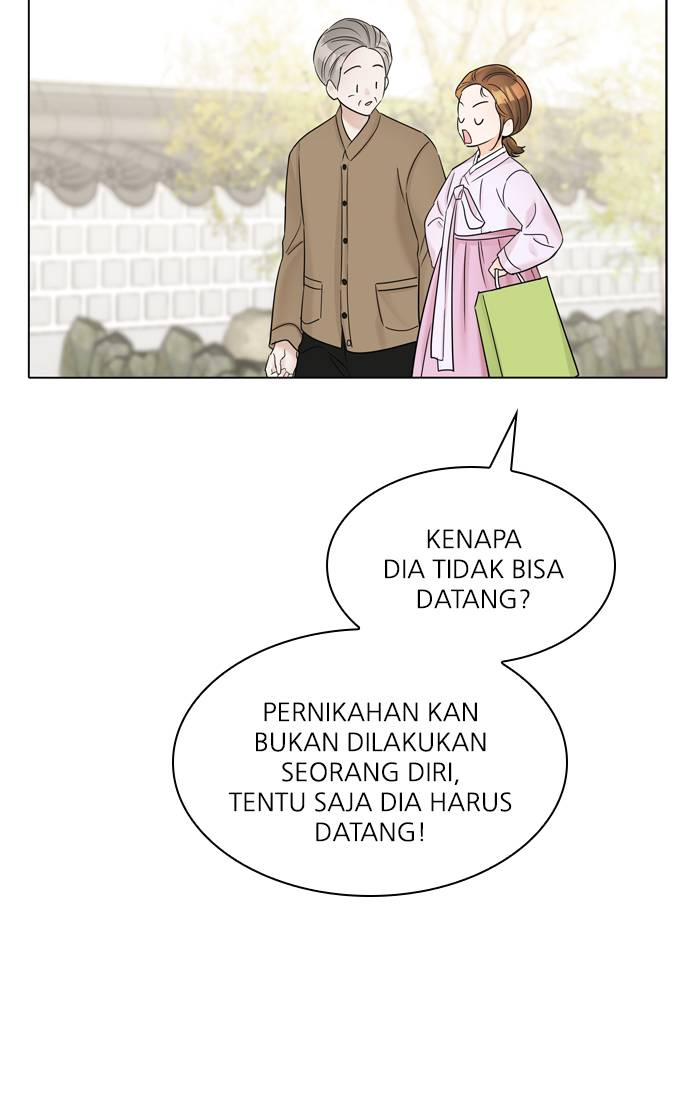 KENAPA
DIA TIDAK BISA
DATANG?
PERNIKAHAN KAN
BUKAN DILAKUKAN
SEORANG DIRI,
TENTU SAJA DIA HARUS
DATANG!